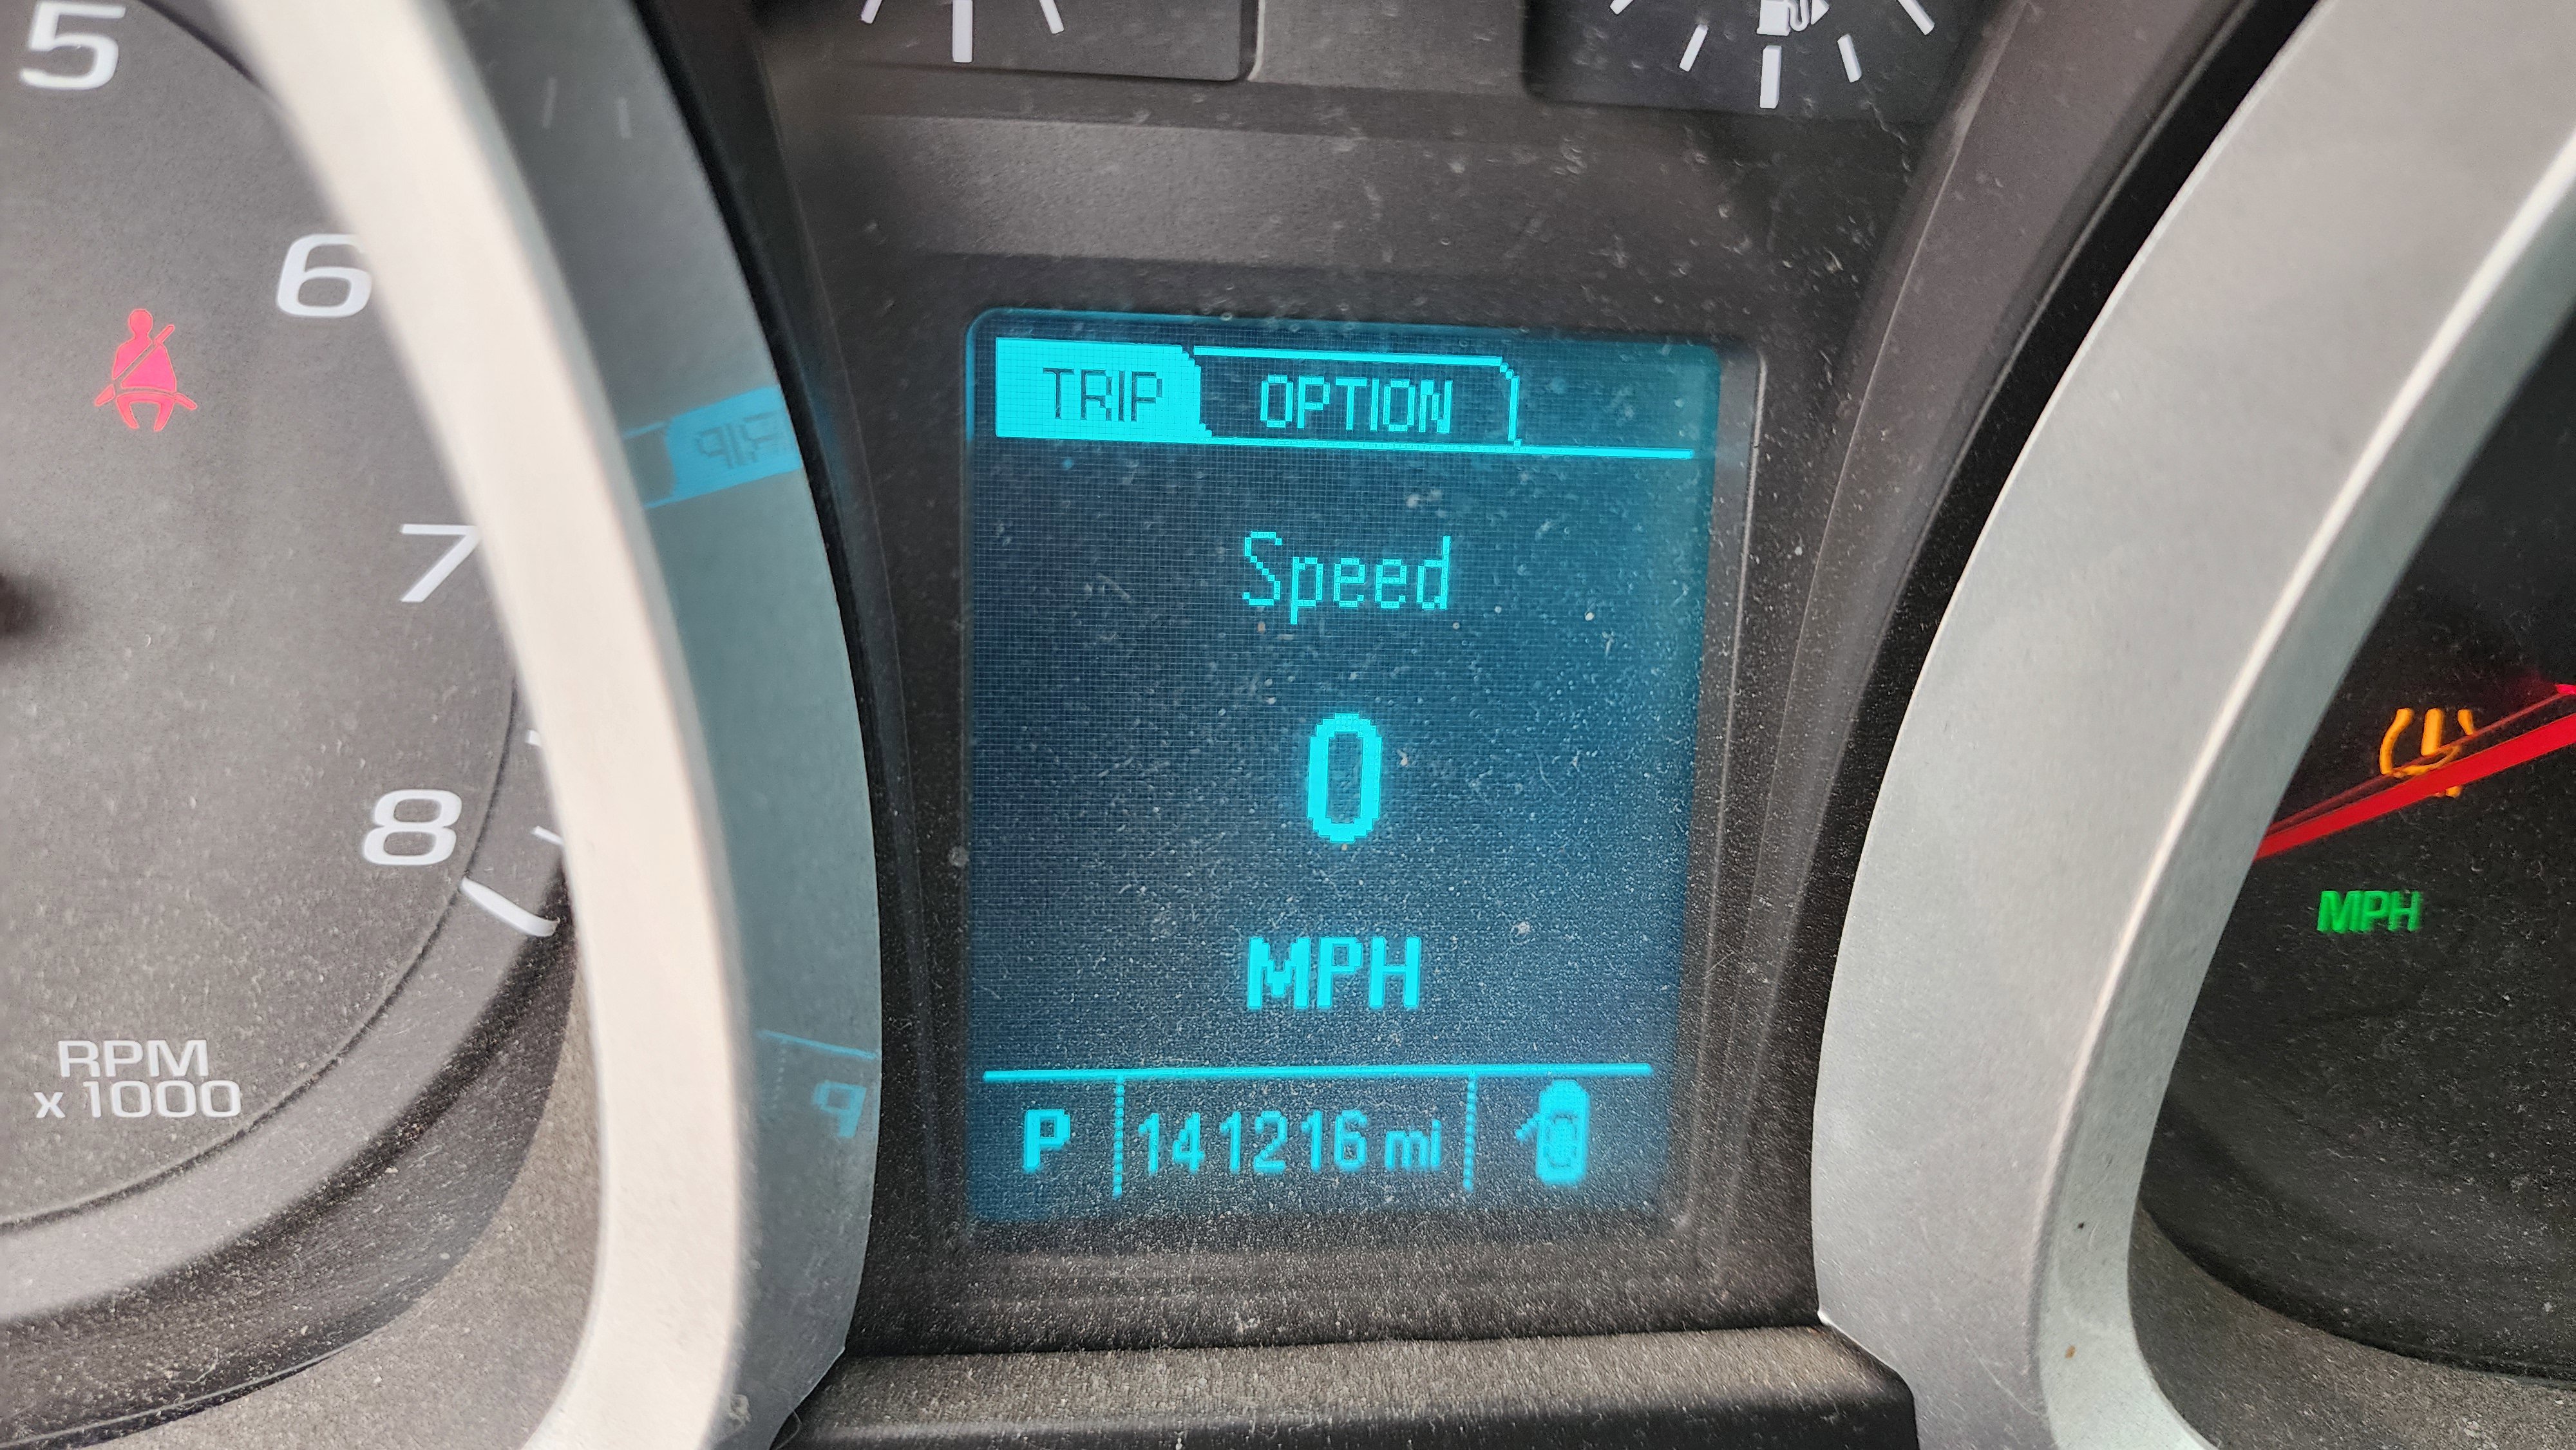 5
6
7
8
RPM
x 1000
TRIP OPTION
Speed
0
MPH
P 141216 mi
MPH